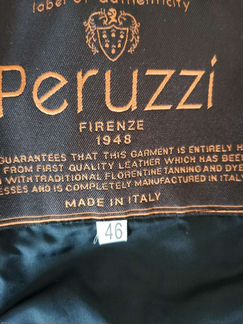 label of authenticity
Peruzzi
FIRENZE
1948
GUARANTEES THAT THIS GARMENT IS ENTIRELY
FROM FIRST QUALITY LEATHER WHICH HAS BEEN
WITH TRADITIONAL FLORENTINE TANNING AND DYE
ESSES AND IS COMPLETELY MANUFACTURED IN ITAL
MADE IN ITALY
46